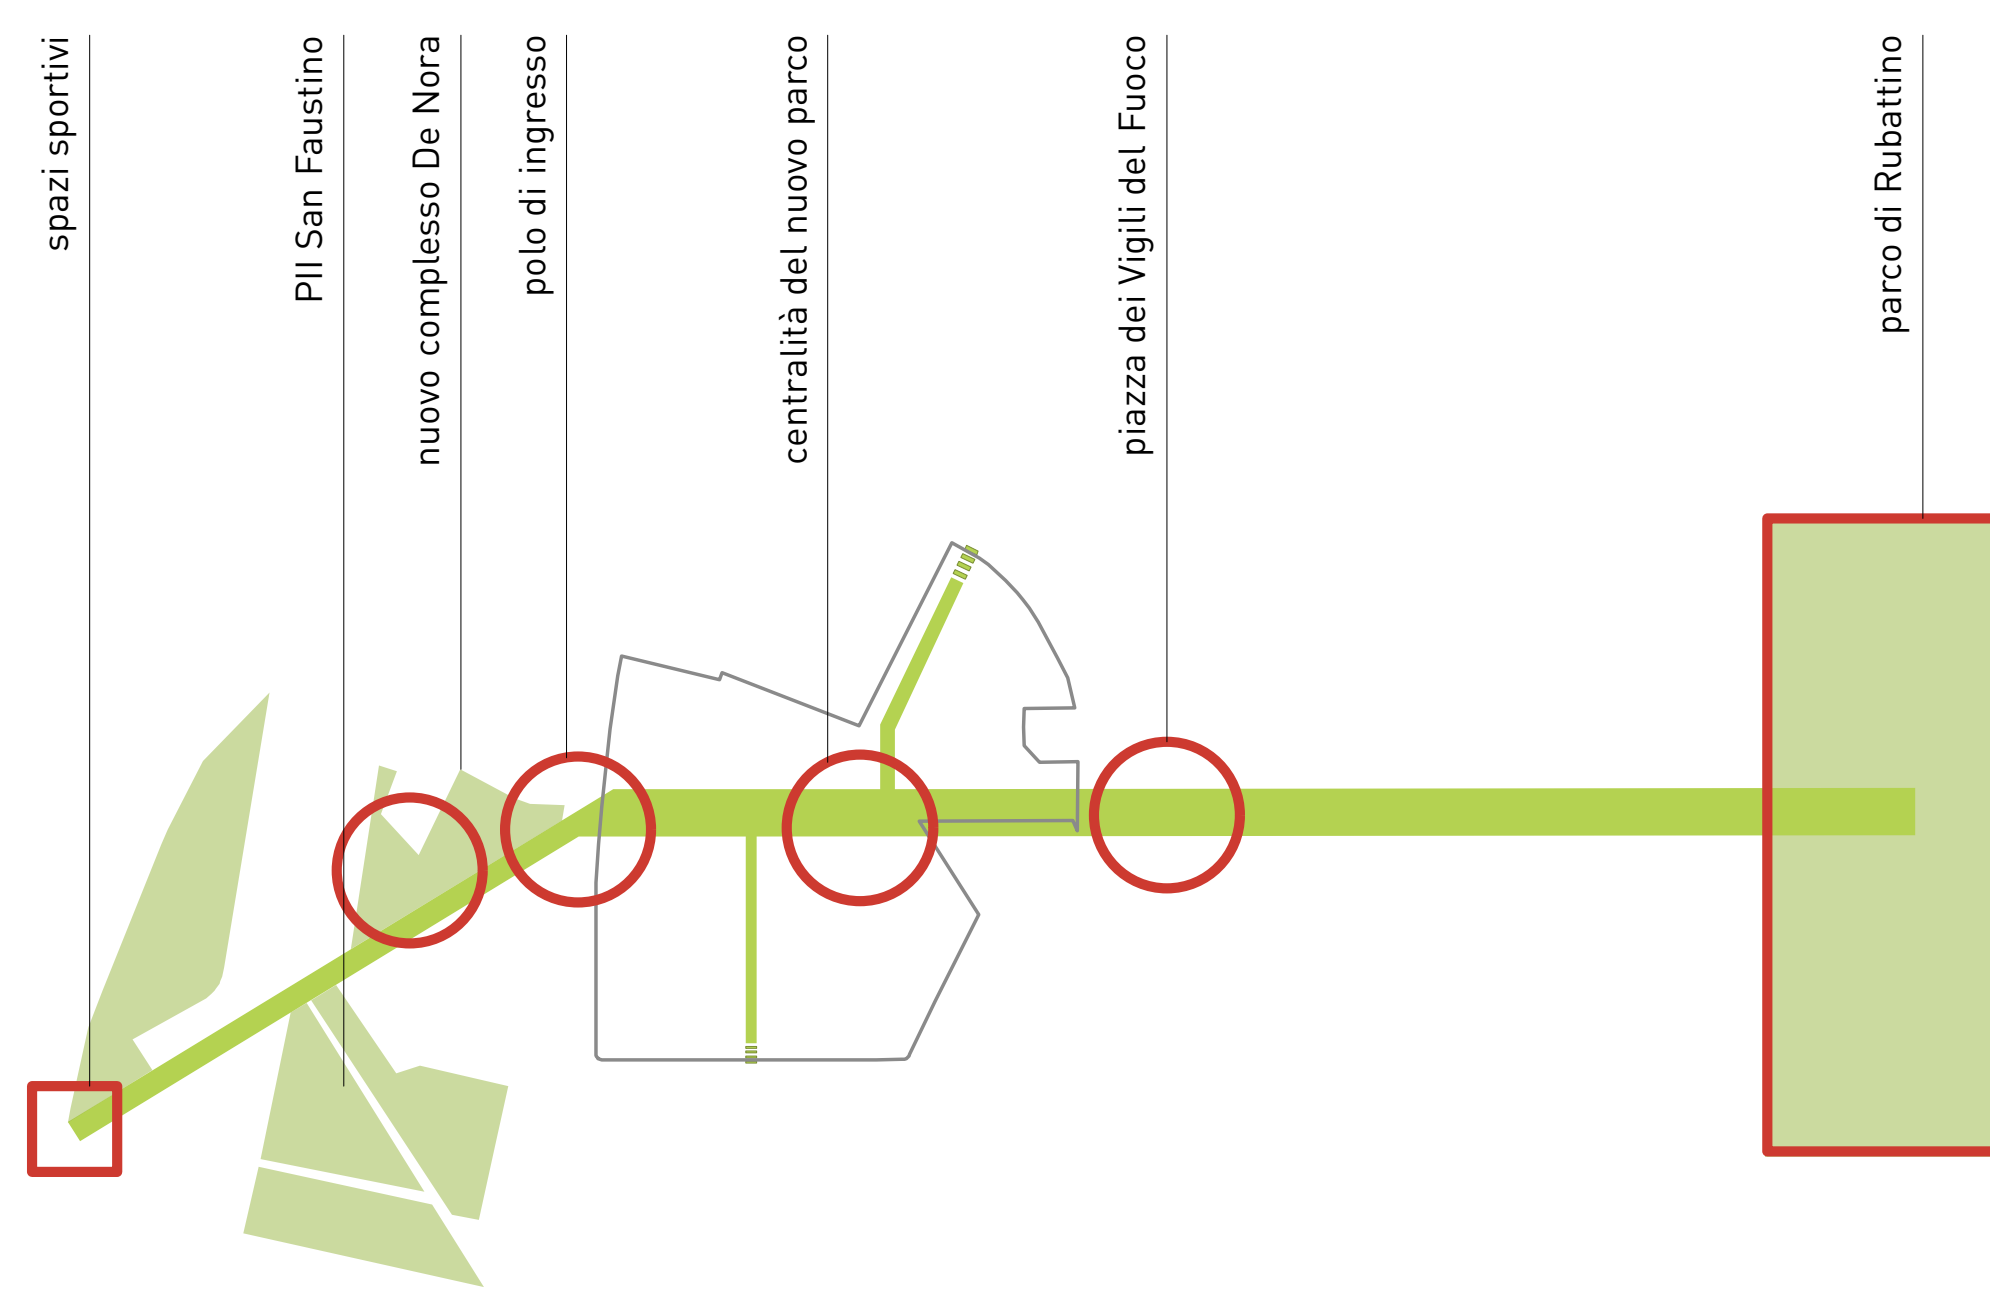 spazi sportivi
PII San Faustino
nuovo complesso De Nora
polo di ingresso
centralità del nuovo parco
piazza dei Vigili del Fuoco
parco di Rubattino